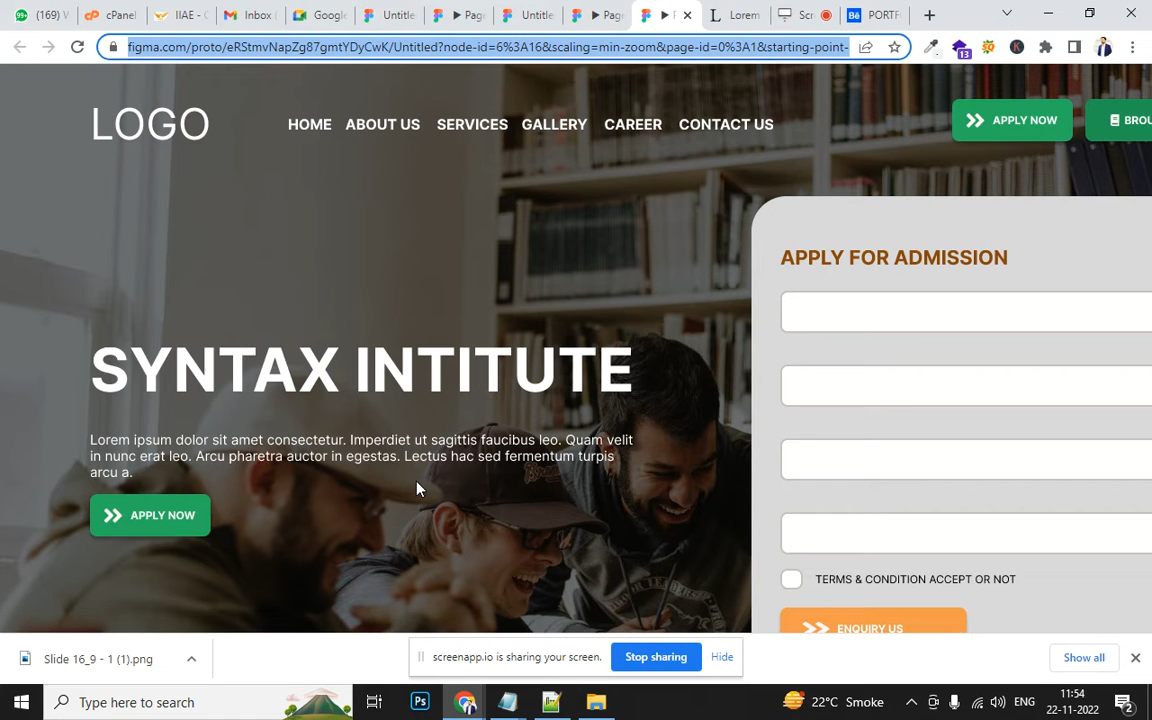 (169) V
cPanel
IIAE - C
Inbox (
Google
Untitle
Page
Untitle
Page
F
Lorem
Scr
PORTF
figma.com/proto/eRStmvNapZg87gmtYDyCwK/Untitled?node-id=6%3A16&scaling=min-zoom&page-id=0%3A1&starting-point-
13
LOGO
HOME ABOUT US SERVICES GALLERY CAREER CONTACT US
APPLY NOW
BROU
APPLY FOR ADMISSION
SYNTAX INTITUTE
Lorem ipsum dolor sit amet consectetur. Imperdiet ut sagittis faucibus leo. Quam velit
in nunc erat leo. Arcu pharetra auctor in egestas. Lectus hac sed fermentum turpis
arcu a.
APPLY NOW
TERMS & CONDITION ACCEPT OR NOT
ENQUIRY US
Slide 16_9 - 1 (1).png
screenapp.io is sharing your screen.
Stop sharing
Hide
Show all
Type here to search
Ps
22°C Smoke
ENG
11:54
22-11-2022
2